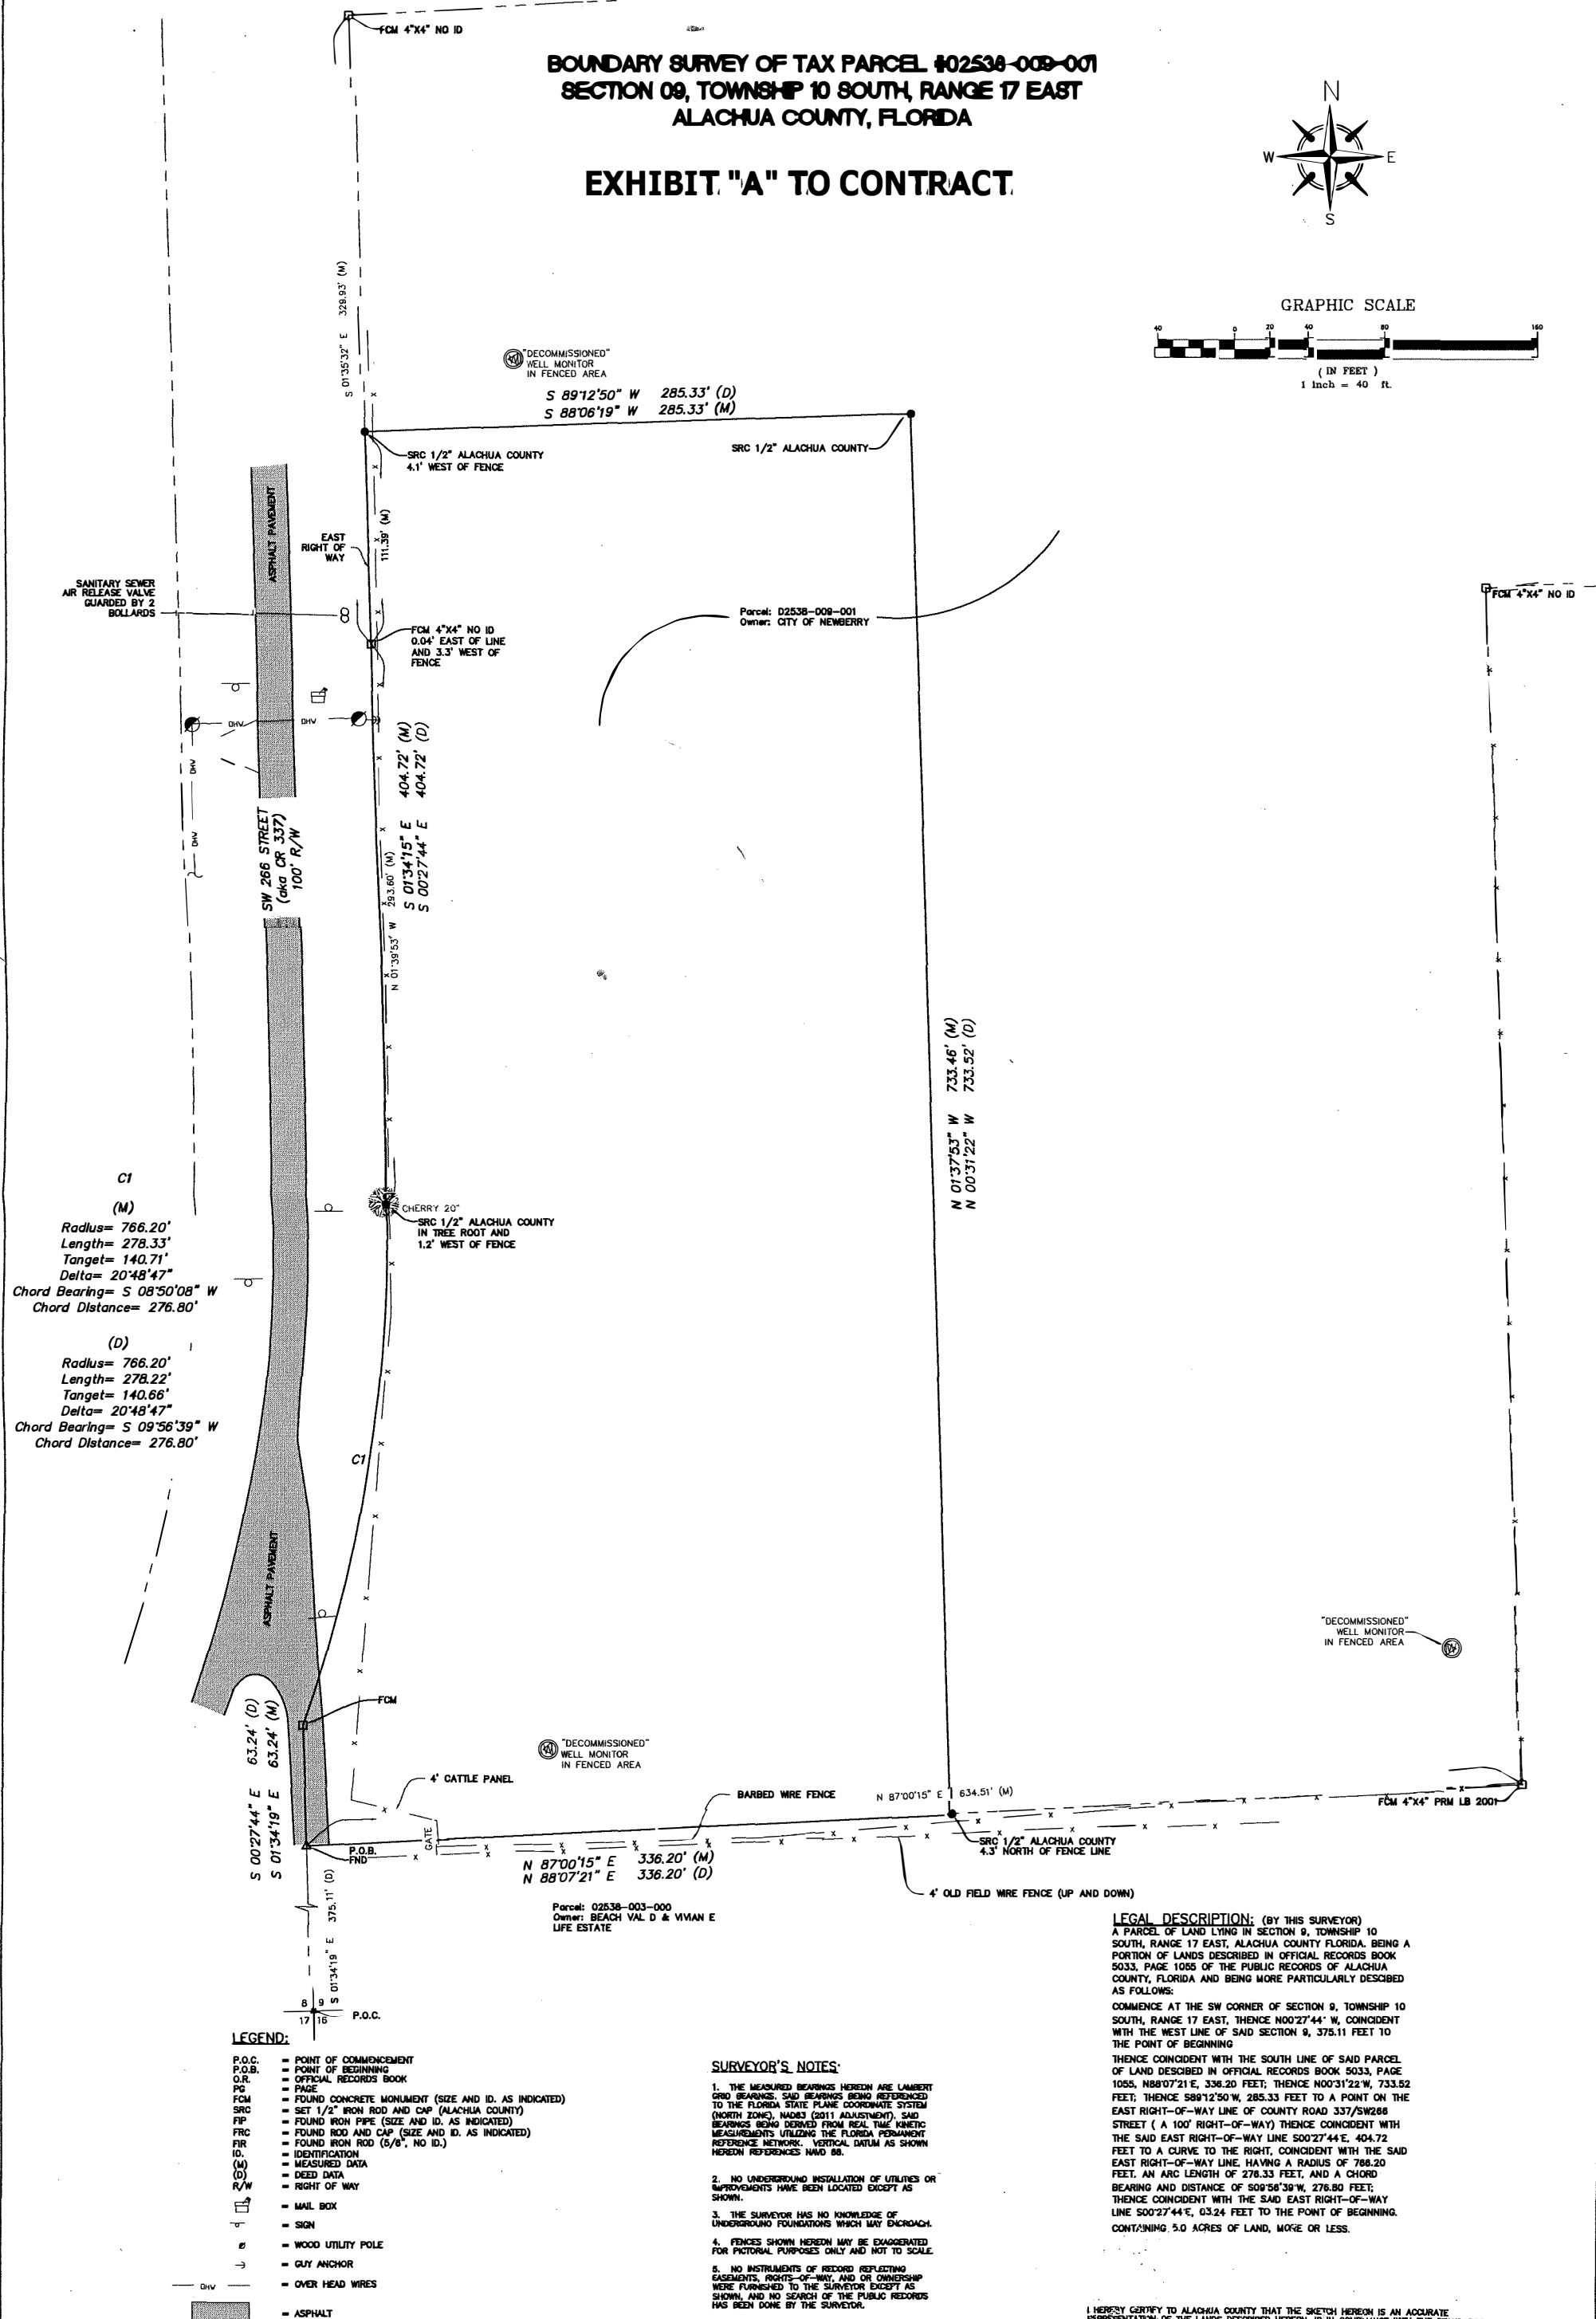 FCM 4"X4" NO ID
BOUNDARY SURVEY OF TAX PARCEL #02538-009-001
SECTION 09, TOWNSHIP 10 SOUTH, RANGE 17 EAST
ALACHUA COUNTY, FLORIDA
EXHIBIT "A" TO CONTRACT
N
W
E
S
GRAPHIC SCALE
40 0 20 40 80 160
( IN FEET )
1 inch = 40 ft.
S 01°35'32" E 329.93' (M)
"DECOMMISSIONED"
WELL MONITOR
IN FENCED AREA
S 89°12'50" W 285.33' (D)
S 88°06'19" W 285.33' (M)
SRC 1/2" ALACHUA COUNTY
4.1' WEST OF FENCE
SRC 1/2" ALACHUA COUNTY
ASPHALT PAVEMENT
EAST
RIGHT OF
WAY
111.39' (M)
SANITARY SEWER
AIR RELEASE VALVE
GUARDED BY 2
BOLLARDS
FCM 4"X4" NO ID
0.04' EAST OF LINE
AND 3.3' WEST OF
FENCE
Parcel: D2538-009-001
Owner: CITY OF NEWBERRY
FCM 4"X4" NO ID
OHW
OHW
OHW
OHW
SW 266 STREET
(aka CR 337)
100' R/W
S 01°34'15" E 404.72' (M)
S 00°27'44" E 404.72' (D)
N 01°39'53" W 293.60' (M)
N 01°37'53" W 733.46' (M)
N 00°31'22" W 733.52' (D)
CHERRY 20"
SRC 1/2" ALACHUA COUNTY
IN TREE ROOT AND
1.2' WEST OF FENCE
C1
(M)
Radius= 766.20'
Length= 278.33'
Tanget= 140.71'
Delta= 20°48'47"
Chord Bearing= S 08°50'08" W
Chord Distance= 276.80'
(D)
Radius= 766.20'
Length= 278.22'
Tanget= 140.66'
Delta= 20°48'47"
Chord Bearing= S 09°56'39" W
Chord Distance= 276.80'
C1
ASPHALT PAVEMENT
"DECOMMISSIONED"
WELL MONITOR
IN FENCED AREA
FCM
S 00°27'44" E 63.24' (D)
S 01°34'19" E 63.24' (M)
"DECOMMISSIONED"
WELL MONITOR
IN FENCED AREA
4' CATTLE PANEL
BARBED WIRE FENCE
N 87°00'15" E 634.51' (M)
FCM 4"X4" PRM LB 2001
GATE
P.O.B.
FND
SRC 1/2" ALACHUA COUNTY
4.3' NORTH OF FENCE LINE
N 87°00'15" E 336.20' (M)
N 88°07'21" E 336.20' (D)
4' OLD FIELD WIRE FENCE (UP AND DOWN)
Parcel: 02538-003-000
Owner: BEACH VAL D & VIVIAN E
LIFE ESTATE
S 01°34'19" E 375.11' (D)
8 9
17 16
P.O.C.
LEGEND:
P.O.C. = POINT OF COMMENCEMENT
P.O.B. = POINT OF BEGINNING
O.R. = OFFICIAL RECORDS BOOK
PG = PAGE
FCM = FOUND CONCRETE MONUMENT (SIZE AND ID. AS INDICATED)
SRC = SET 1/2" IRON ROD AND CAP (ALACHUA COUNTY)
FIP = FOUND IRON PIPE (SIZE AND ID. AS INDICATED)
FRC = FOUND ROD AND CAP (SIZE AND ID. AS INDICATED)
FIR = FOUND IRON ROD (5/8", NO ID.)
ID. = IDENTIFICATION
(M) = MEASURED DATA
(D) = DEED DATA
R/W = RIGHT OF WAY
= MAIL BOX
= SIGN
= WOOD UTILITY POLE
= GUY ANCHOR
OHW = OVER HEAD WIRES
= ASPHALT
SURVEYOR'S NOTES:
1. THE MEASURED BEARINGS HEREON ARE LAMBERT
GRID BEARINGS. SAID BEARINGS BEING REFERENCED
TO THE FLORIDA STATE PLANE COORDINATE SYSTEM
(NORTH ZONE), NAD83 (2011 ADJUSTMENT). SAID
BEARINGS BEING DERIVED FROM REAL TIME KINETIC
MEASUREMENTS UTILIZING THE FLORIDA PERMANENT
REFERENCE NETWORK. VERTICAL DATUM AS SHOWN
HEREON REFERENCES NAVD 88.
2. NO UNDERGROUND INSTALLATION OF UTILITIES OR
IMPROVEMENTS HAVE BEEN LOCATED EXCEPT AS
SHOWN.
3. THE SURVEYOR HAS NO KNOWLEDGE OF
UNDERGROUND FOUNDATIONS WHICH MAY ENCROACH.
4. FENCES SHOWN HEREON MAY BE EXAGGERATED
FOR PICTORIAL PURPOSES ONLY AND NOT TO SCALE.
5. NO INSTRUMENTS OF RECORD REFLECTING
EASEMENTS, RIGHTS-OF-WAY, AND OR OWNERSHIP
WERE FURNISHED TO THE SURVEYOR EXCEPT AS
SHOWN, AND NO SEARCH OF THE PUBLIC RECORDS
HAS BEEN DONE BY THE SURVEYOR.
LEGAL DESCRIPTION: (BY THIS SURVEYOR)
A PARCEL OF LAND LYING IN SECTION 9, TOWNSHIP 10
SOUTH, RANGE 17 EAST, ALACHUA COUNTY FLORIDA. BEING A
PORTION OF LANDS DESCRIBED IN OFFICIAL RECORDS BOOK
5033, PAGE 1055 OF THE PUBLIC RECORDS OF ALACHUA
COUNTY, FLORIDA AND BEING MORE PARTICULARLY DESCIBED
AS FOLLOWS:
COMMENCE AT THE SW CORNER OF SECTION 9, TOWNSHIP 10
SOUTH, RANGE 17 EAST, THENCE N00°27'44" W, COINCIDENT
WITH THE WEST LINE OF SAID SECTION 9, 375.11 FEET TO
THE POINT OF BEGINNING
THENCE COINCIDENT WITH THE SOUTH LINE OF SAID PARCEL
OF LAND DESCIBED IN OFFICIAL RECORDS BOOK 5033, PAGE
1055, N88°07'21"E, 336.20 FEET; THENCE N00°31'22"W, 733.52
FEET; THENCE S89°12'50"W, 285.33 FEET TO A POINT ON THE
EAST RIGHT-OF-WAY LINE OF COUNTY ROAD 337/SW266
STREET ( A 100' RIGHT-OF-WAY) THENCE COINCIDENT WITH
THE SAID EAST RIGHT-OF-WAY LINE S00°27'44"E, 404.72
FEET TO A CURVE TO THE RIGHT, COINCIDENT WITH THE SAID
EAST RIGHT-OF-WAY LINE, HAVING A RADIUS OF 766.20
FEET. AN ARC LENGTH OF 278.33 FEET, AND A CHORD
BEARING AND DISTANCE OF S09°56'39"W, 276.80 FEET;
THENCE COINCIDENT WITH THE SAID EAST RIGHT-OF-WAY
LINE S00°27'44"E, 63.24 FEET TO THE POINT OF BEGINNING.
CONTAINING 5.0 ACRES OF LAND, MORE OR LESS.
I HEREBY CERTIFY TO ALACHUA COUNTY THAT THE SKETCH HEREON IS AN ACCURATE